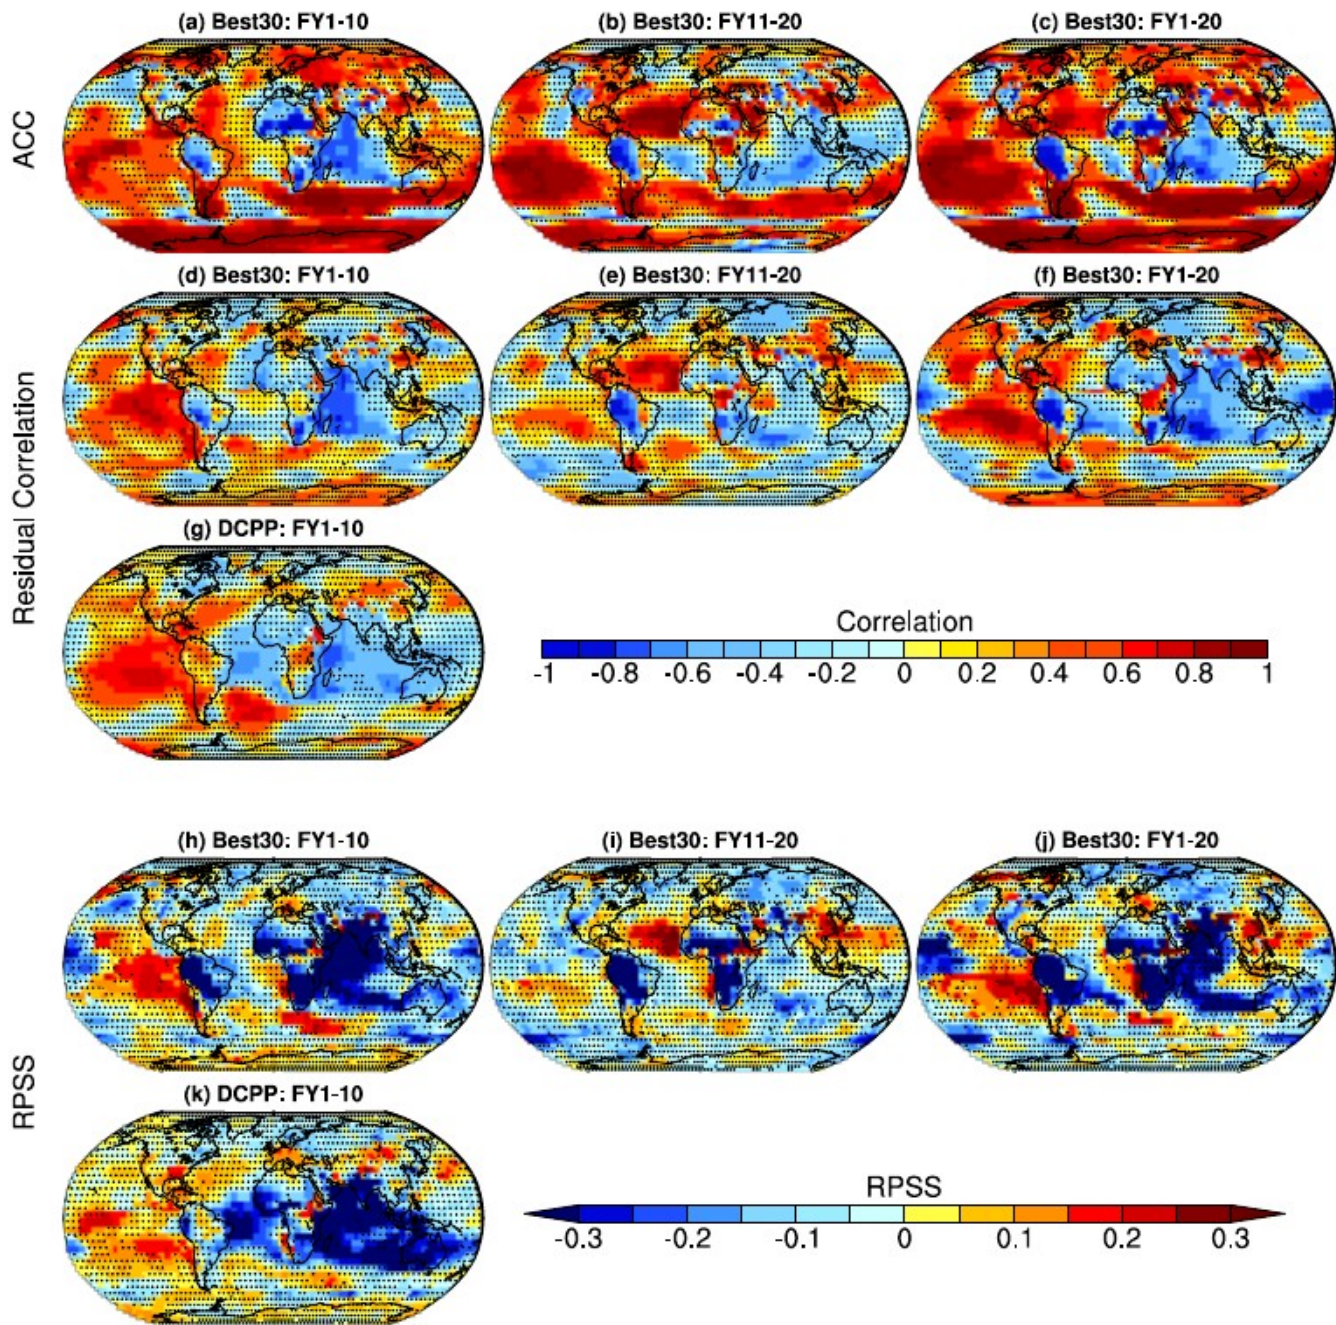 (a) Best30: FY1-10
(b) Best30: FY11-20
(c) Best30: FY1-20
ACC
(d) Best30: FY1-10
(e) Best30: FY11-20
(f) Best30: FY1-20
Residual Correlation
(g) DCPP: FY1-10
Correlation
-1 -0.8 -0.6 -0.4 -0.2 0 0.2 0.4 0.6 0.8 1
(h) Best30: FY1-10
(i) Best30: FY11-20
(j) Best30: FY1-20
RPSS
(k) DCPP: FY1-10
RPSS
-0.3 -0.2 -0.1 0 0.1 0.2 0.3